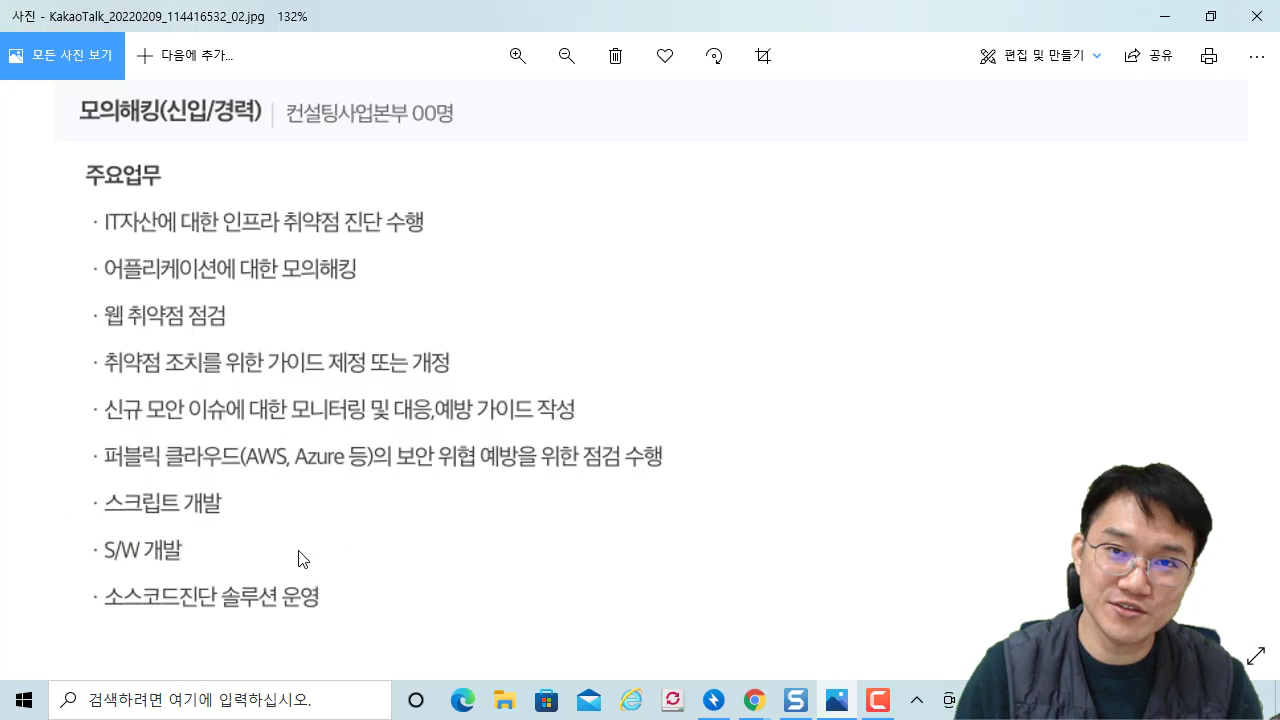 사진 - KakaoTalk_20220209_114416532_02.jpg 132%
모든 사진 보기 다음에 추가... 편집 및 만들기 공유
모의해킹(신입/경력) 컨설팅사업본부 00명
주요업무
· IT자산에 대한 인프라 취약점 진단 수행
· 어플리케이션에 대한 모의해킹
· 웹 취약점 점검
· 취약점 조치를 위한 가이드 제정 또는 개정
· 신규 모안 이슈에 대한 모니터링 및 대응,예방 가이드 작성
· 퍼블릭 클라우드(AWS, Azure 등)의 보안 위협 예방을 위한 점검 수행
· 스크립트 개발
· S/W 개발
· 소스코드진단 솔루션 운영
검색하려면 여기에 입력하십시오.